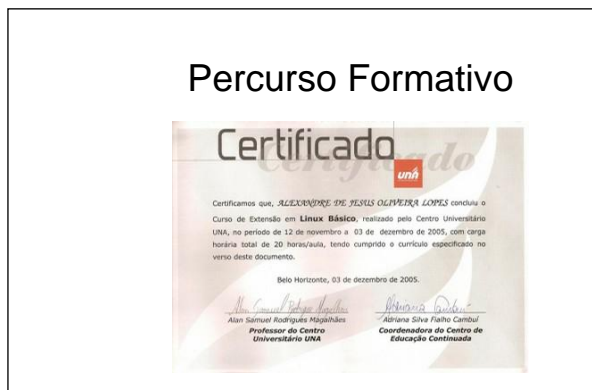 Percurso Formativo
Certificado
Certificado
una
Certificamos que, ALEXANDRE DE JESUS OLIVEIRA LOPES concluiu o
Curso de Extensão em Linux Básico, realizado pelo Centro Universitário
UNA, no período de 12 de novembro a 03 de dezembro de 2005, com carga
horária total de 20 horas/aula, tendo cumprido o currículo especificado no
verso deste documento.
Belo Horizonte, 03 de dezembro de 2005.
Alan Samuel Rodrigues Magalhães
Professor do Centro
Universitário UNA
Adriana Silva Fialho Cambuí
Coordenadora do Centro de
Educação Continuada